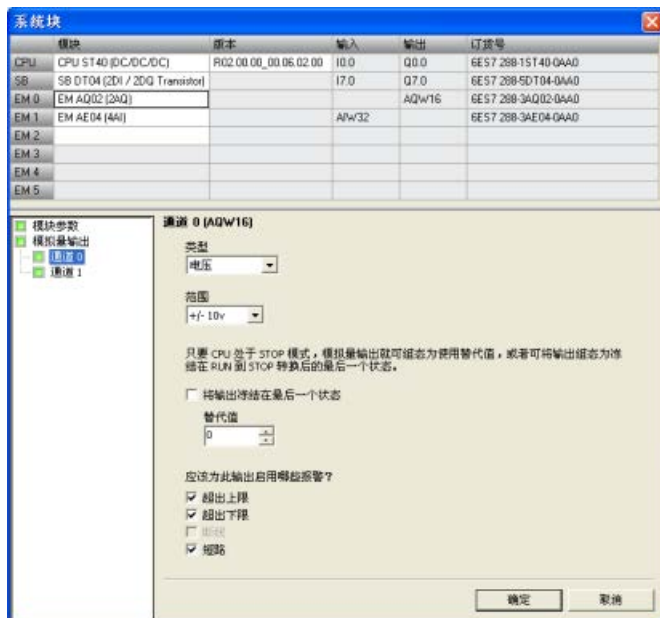 系统块
模块 版本 输入 输出 订货号
CPU CPU ST40 (DC/DC/DC) R02.00.00_00.06.02.00 I0.0 Q0.0 6ES7 288-1ST40-0AA0
SB SB DT04 (2DI / 2DQ Transistor) I7.0 Q7.0 6ES7 288-5DT04-0AA0
EM 0 EM AQ02 (2AQ) AQW16 6ES7 288-3AQ02-0AA0
EM 1 EM AE04 (4AI) AIW32 6ES7 288-3AE04-0AA0
EM 2
EM 3
EM 4
EM 5
模块参数
模拟量输出
通道 0
通道 1
通道 0 (AQW16)
类型
电压
范围
+/- 10v
只要 CPU 处于 STOP 模式，模拟量输出就可组态为使用替代值，或者可将输出组态为冻
结在 RUN 到 STOP 转换后的最后一个状态。
将输出冻结在最后一个状态
替代值
0
应该为此输出启用哪些报警？
超出上限
超出下限
断线
短路
确定 取消